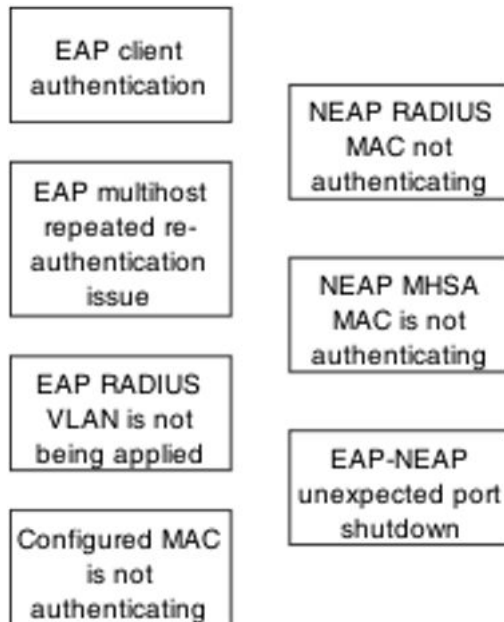 EAP client
authentication
EAP multihost
repeated re-
authentication
issue
EAP RADIUS
VLAN is not
being applied
Configured MAC
is not
authenticating
NEAP RADIUS
MAC not
authenticating
NEAP MHSA
MAC is not
authenticating
EAP-NEAP
unexpected port
shutdown